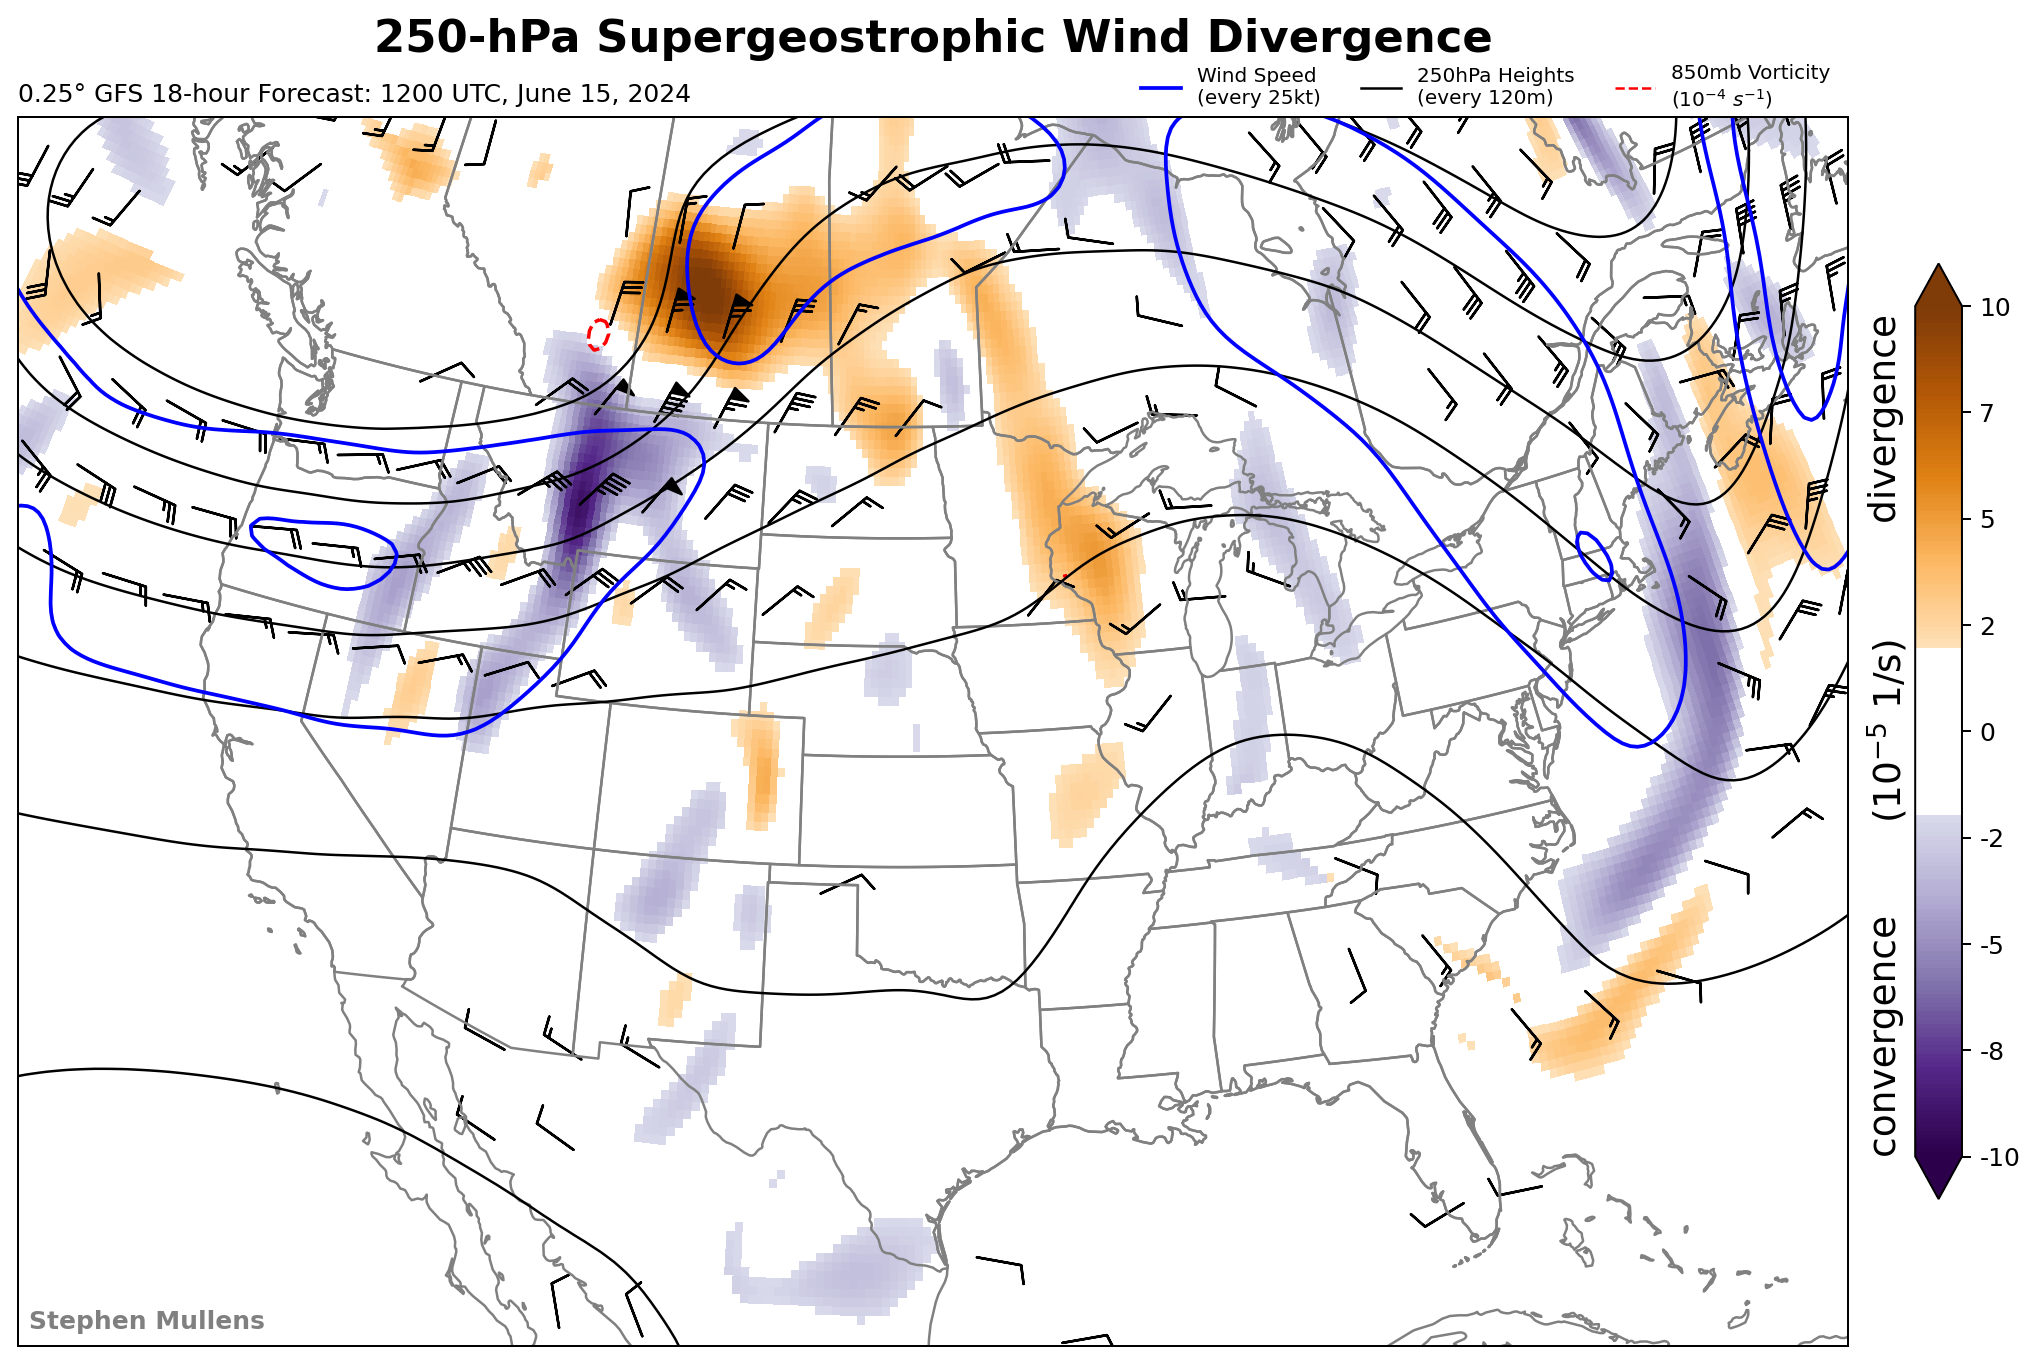 250-hPa Supergeostrophic Wind Divergence
0.25° GFS 18-hour Forecast: 1200 UTC, June 15, 2024
Wind Speed
(every 25kt)
250hPa Heights
(every 120m)
850mb Vorticity
(10⁻⁴ s⁻¹)
10
7
5
2
0
-2
-5
-8
-10
convergence (10⁻⁵ 1/s) divergence
Stephen Mullens